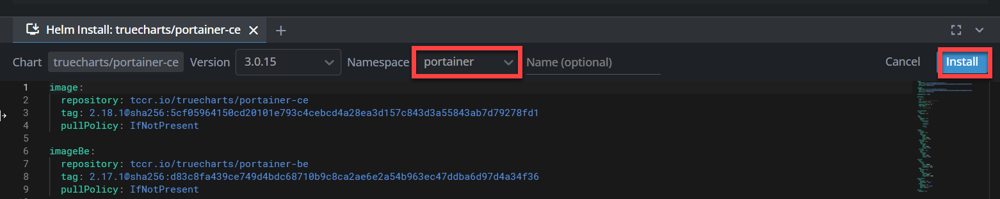 Helm Install: truecharts/portainer-ce
Chart truecharts/portainer-ce Version 3.0.15 Namespace portainer Name (optional) Cancel Install
1 image:
2 repository: tccr.io/truecharts/portainer-ce
3 tag: 2.18.1@sha256:5cf05964150cd20101e793c4cebcd4a28ea3d157c843d3a55843ab7d79278fd1
4 pullPolicy: IfNotPresent
5
6 imageBe:
7 repository: tccr.io/truecharts/portainer-be
8 tag: 2.17.1@sha256:d83c8fa439ce749d4bdc68710b9c8ca2ae6e2a54b963ec47ddba6d97d4a34f36
9 pullPolicy: IfNotPresent